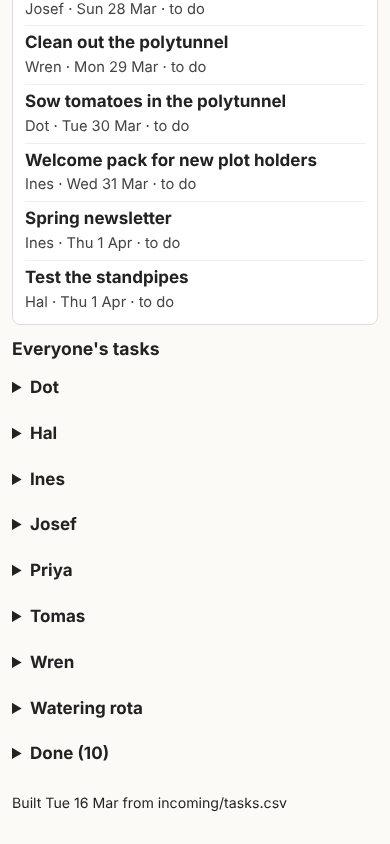 Josef · Sun 28 Mar · to do
Clean out the polytunnel
Wren · Mon 29 Mar · to do
Sow tomatoes in the polytunnel
Dot · Tue 30 Mar · to do
Welcome pack for new plot holders
Ines · Wed 31 Mar · to do
Spring newsletter
Ines · Thu 1 Apr · to do
Test the standpipes
Hal · Thu 1 Apr · to do
Everyone's tasks
Dot
Hal
Ines
Josef
Priya
Tomas
Wren
Watering rota
Done (10)
Built Tue 16 Mar from incoming/tasks.csv